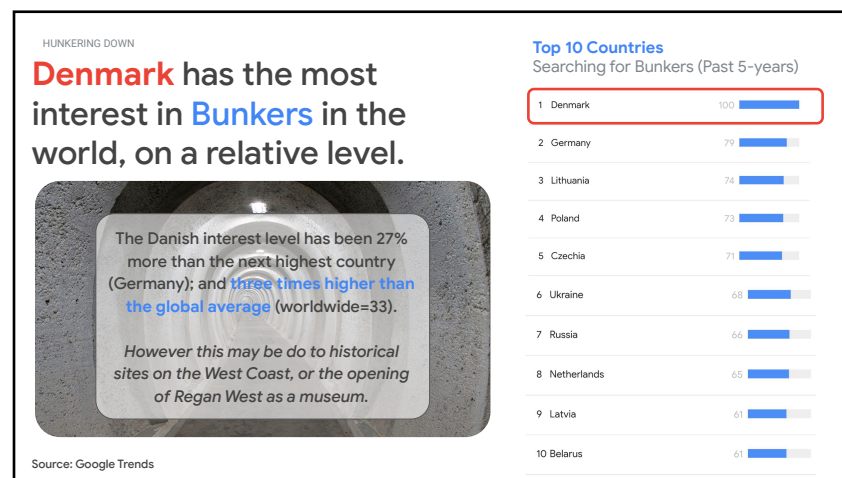 HUNKERING DOWN
Denmark has the most
interest in Bunkers in the
world, on a relative level.
The Danish interest level has been 27%
more than the next highest country
(Germany); and three times higher than
the global average (worldwide=33).
However this may be do to historical
sites on the West Coast, or the opening
of Regan West as a museum.
Source: Google Trends
Top 10 Countries
Searching for Bunkers (Past 5-years)
1 Denmark 100
2 Germany 79
3 Lithuania 74
4 Poland 73
5 Czechia 71
6 Ukraine 68
7 Russia 66
8 Netherlands 65
9 Latvia 61
10 Belarus 61